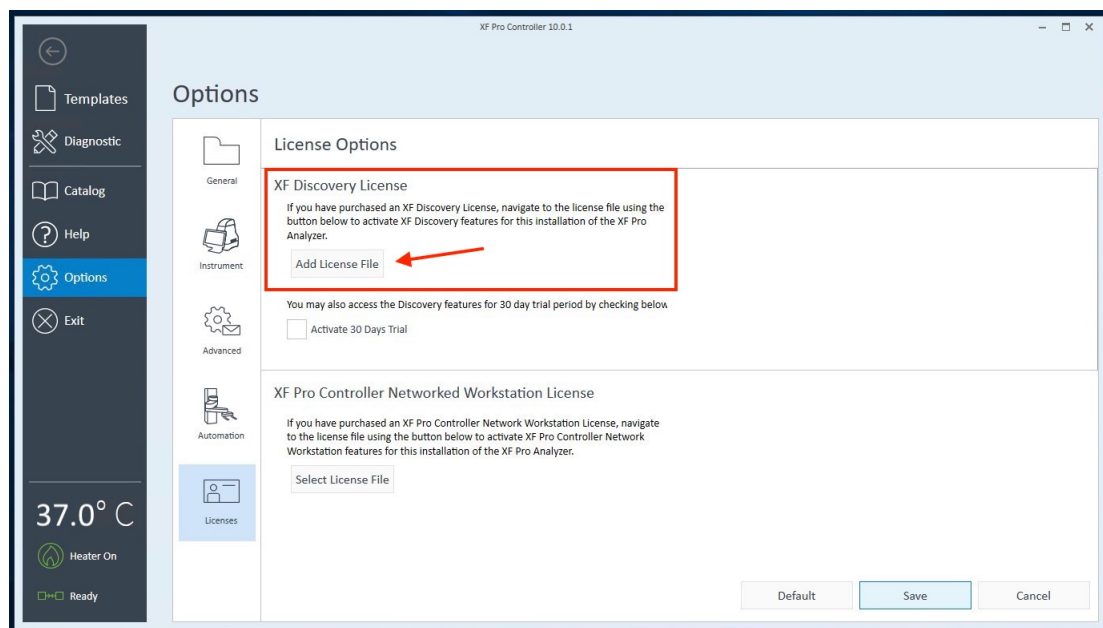 XF Pro Controller 10.0.1
Templates
Diagnostic
Catalog
Help
Options
Exit
37.0° C
Heater On
Ready
Options
General
Instrument
Advanced
Automation
Licenses
License Options
XF Discovery License
If you have purchased an XF Discovery License, navigate to the license file using the
button below to activate XF Discovery features for this installation of the XF Pro
Analyzer.
Add License File
You may also access the Discovery features for 30 day trial period by checking below
Activate 30 Days Trial
XF Pro Controller Networked Workstation License
If you have purchased an XF Pro Controller Network Workstation License, navigate
to the license file using the button below to activate XF Pro Controller Network
Workstation features for this installation of the XF Pro Analyzer.
Select License File
Default
Save
Cancel